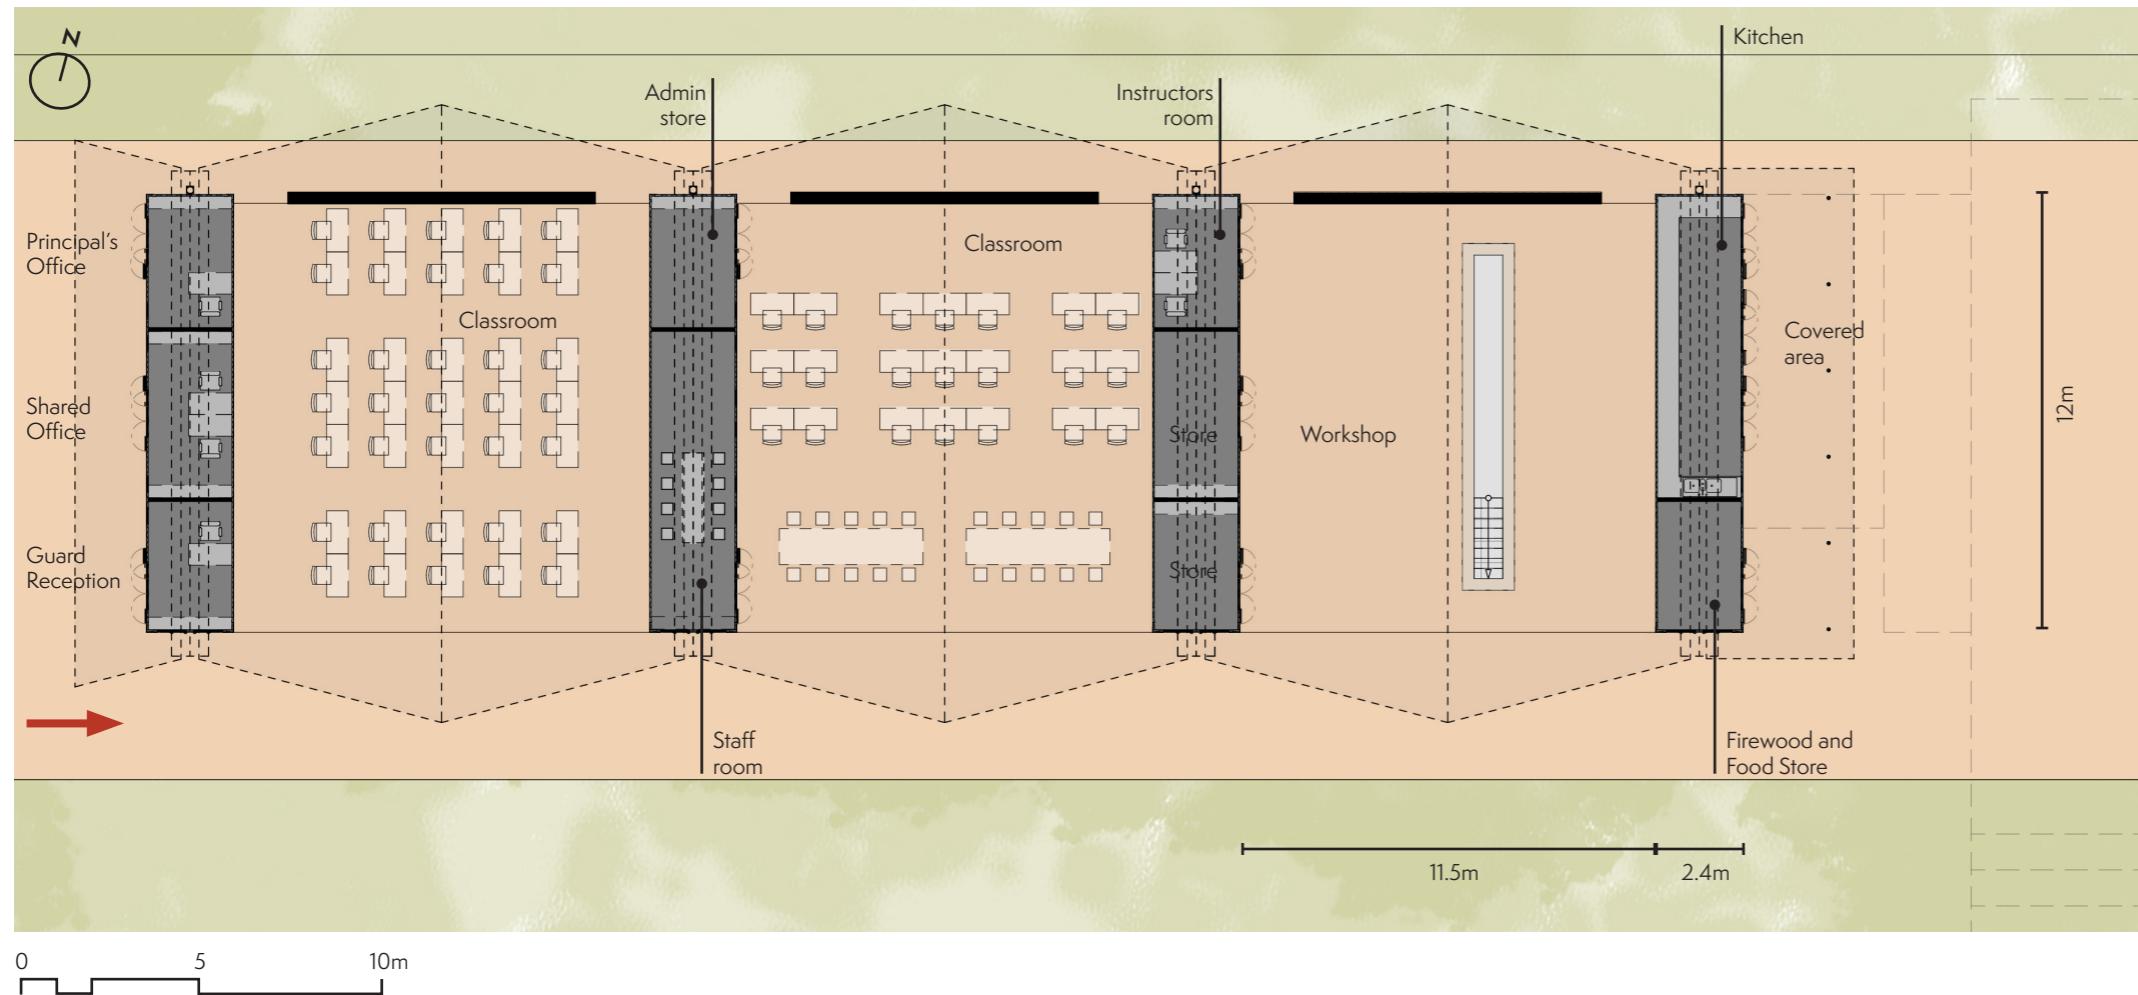 N
Kitchen
Admin
store
Instructors
room
Principal's
Office
Classroom
Classroom
Covered
area
Shared
Office
Store
Workshop
12m
Guard
Reception
Store
Staff
room
Firewood and
Food Store
11.5m
2.4m
0
5
10m